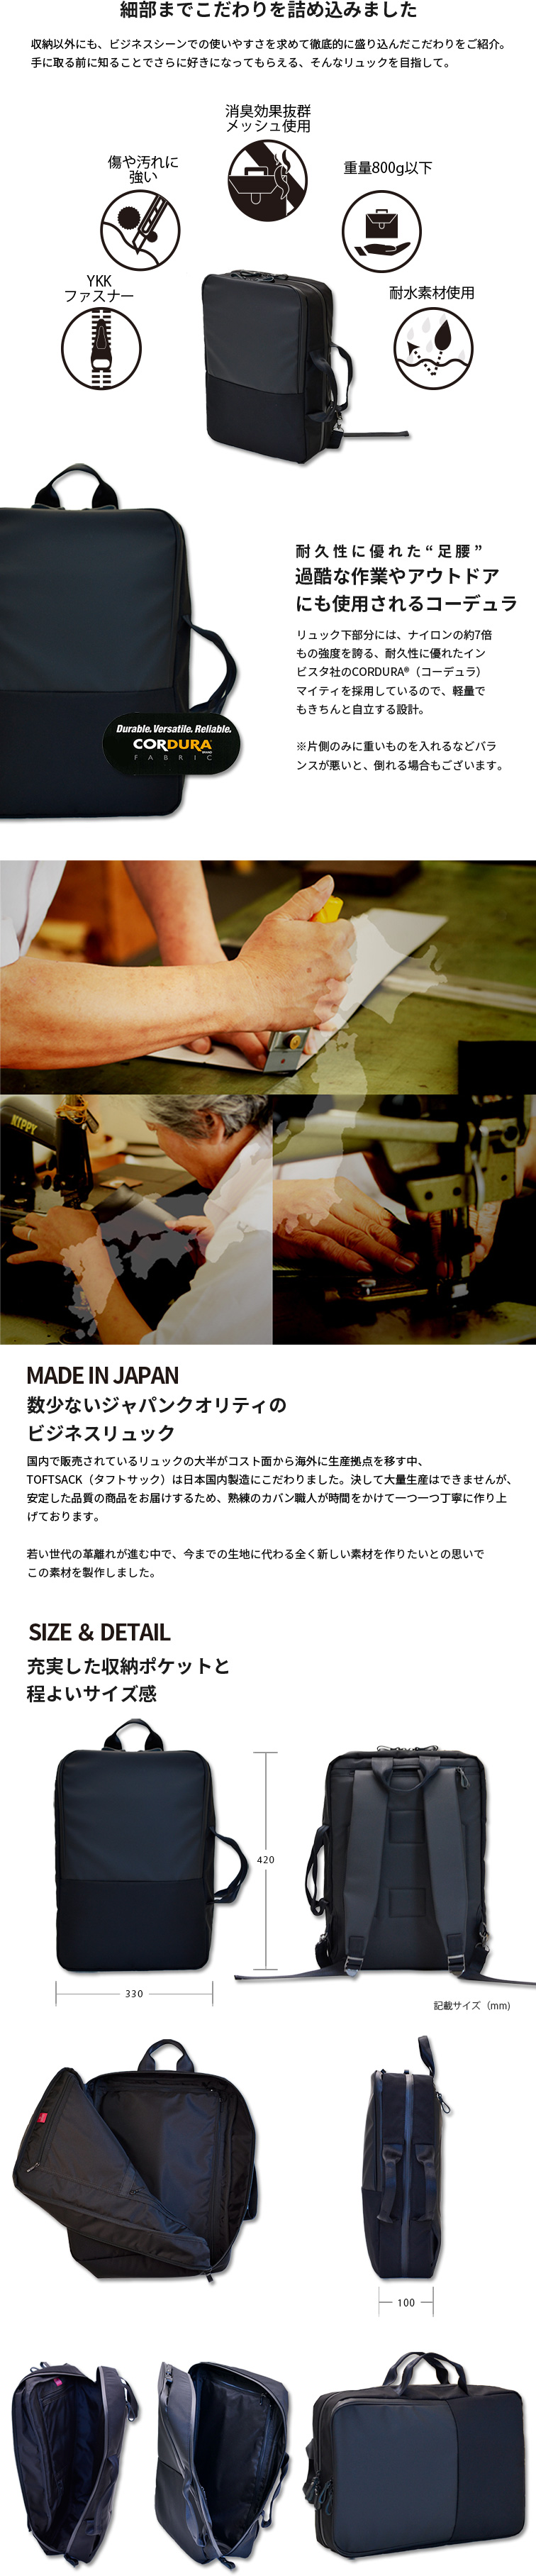 細部までこだわりを詰め込みました
収納以外にも、ビジネスシーンでの使いやすさを求めて徹底的に盛り込んだこだわりをご紹介。
手に取る前に知ることでさらに好きになってもらえる、そんなリュックを目指して。
消臭効果抜群
メッシュ使用
傷や汚れに
強い
重量800g以下
YKK
ファスナー
耐水素材使用
耐久性に優れた“足腰”
過酷な作業やアウトドア
にも使用されるコーデュラ
リュック下部分には、ナイロンの約7倍
もの強度を誇る、耐久性に優れたイン
ビスタ社のCORDURA®（コーデュラ）
マイティを採用しているので、軽量で
もきちんと自立する設計。
※片側のみに重いものを入れるなどバラ
ンスが悪いと、倒れる場合もございます。
Durable. Versatile. Reliable.
CORDURA
BRAND
FABRIC
KIPPY
MADE IN JAPAN
数少ないジャパンクオリティの
ビジネスリュック
国内で販売されているリュックの大半がコスト面から海外に生産拠点を移す中、
TOFTSACK（タフトサック）は日本国内製造にこだわりました。決して大量生産はできませんが、
安定した品質の商品をお届けするため、熟練のカバン職人が時間をかけて一つ一つ丁寧に作り上
げております。
若い世代の革離れが進む中で、今までの生地に代わる全く新しい素材を作りたいとの思いで
この素材を製作しました。
SIZE & DETAIL
充実した収納ポケットと
程よいサイズ感
420
330
記載サイズ（mm）
100